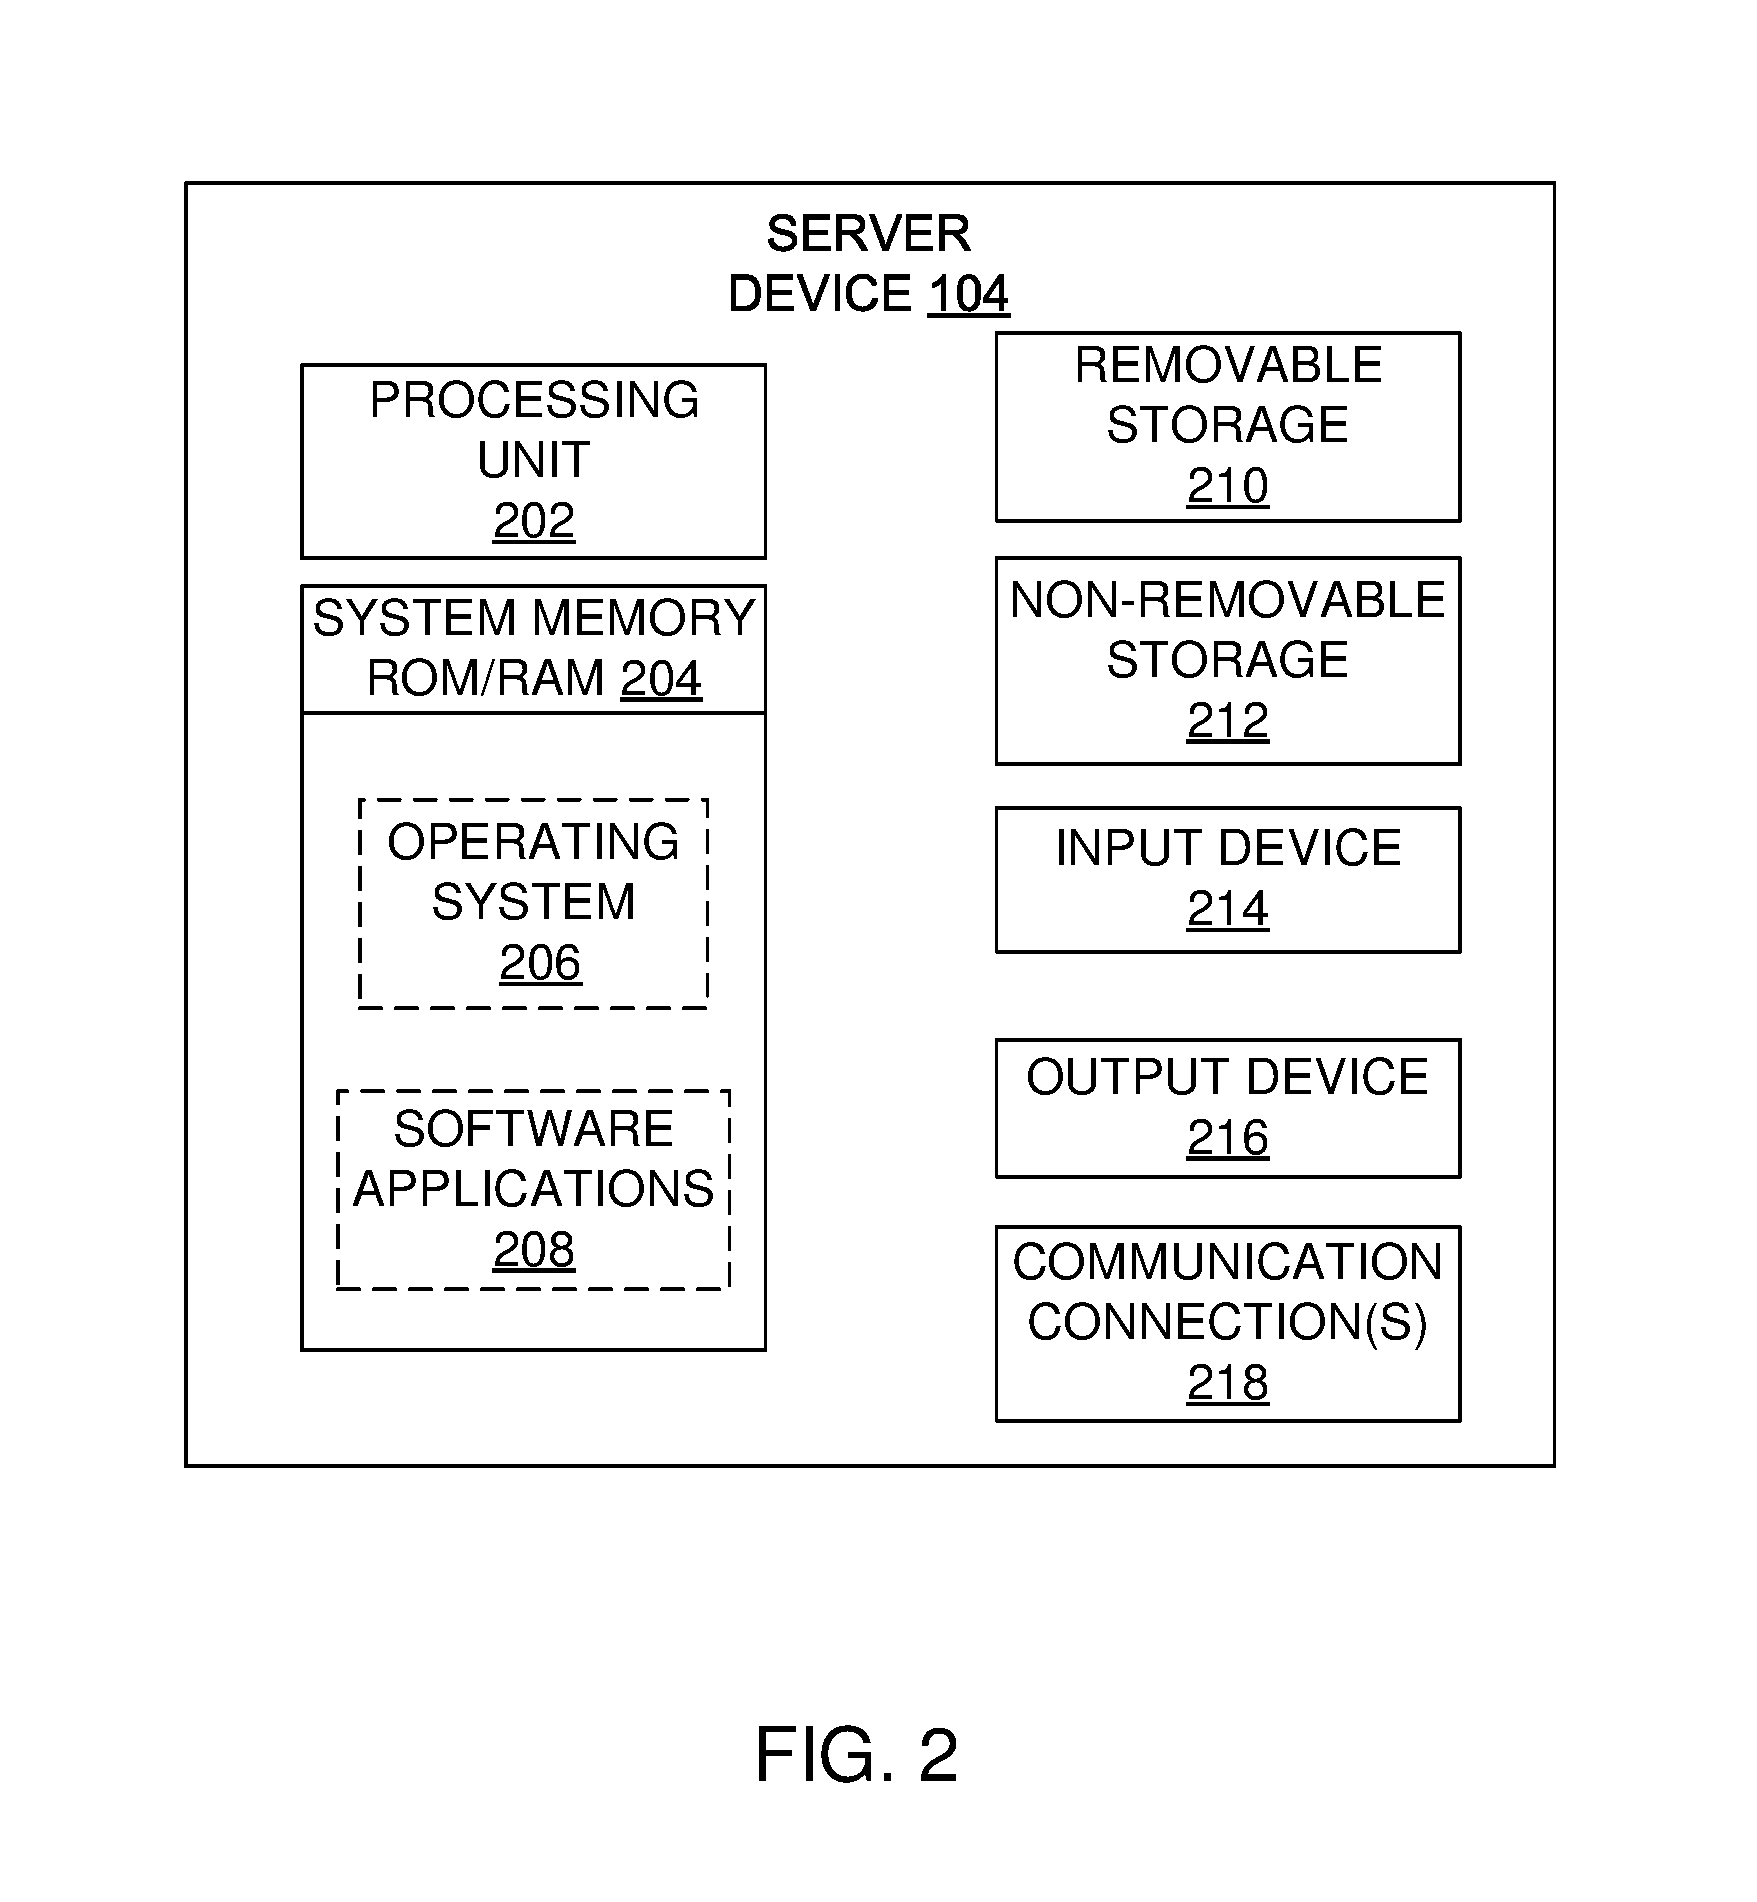 SERVER
DEVICE 104
PROCESSING
UNIT
202
SYSTEM MEMORY
ROM/RAM 204
OPERATING
SYSTEM
206
SOFTWARE
APPLICATIONS
208
REMOVABLE
STORAGE
210
NON-REMOVABLE
STORAGE
212
INPUT DEVICE
214
OUTPUT DEVICE
216
COMMUNICATION
CONNECTION(S)
218
FIG. 2